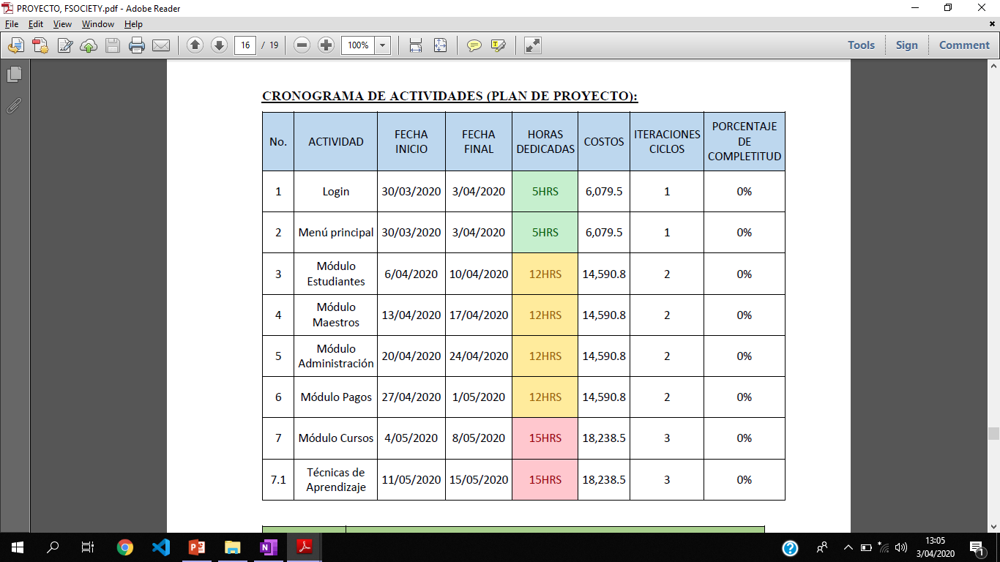 PROYECTO, FSOCIETY.pdf - Adobe Reader
File Edit View Window Help
16 / 19 100% Tools Sign Comment
CRONOGRAMA DE ACTIVIDADES (PLAN DE PROYECTO):
No. ACTIVIDAD FECHA INICIO FECHA FINAL HORAS DEDICADAS COSTOS ITERACIONES CICLOS PORCENTAJE DE COMPLETITUD
1 Login 30/03/2020 3/04/2020 5HRS 6,079.5 1 0%
2 Menú principal 30/03/2020 3/04/2020 5HRS 6,079.5 1 0%
3 Módulo Estudiantes 6/04/2020 10/04/2020 12HRS 14,590.8 2 0%
4 Módulo Maestros 13/04/2020 17/04/2020 12HRS 14,590.8 2 0%
5 Módulo Administración 20/04/2020 24/04/2020 12HRS 14,590.8 2 0%
6 Módulo Pagos 27/04/2020 1/05/2020 12HRS 14,590.8 2 0%
7 Módulo Cursos 4/05/2020 8/05/2020 15HRS 18,238.5 3 0%
7.1 Técnicas de Aprendizaje 11/05/2020 15/05/2020 15HRS 18,238.5 3 0%
13:05
3/04/2020
1